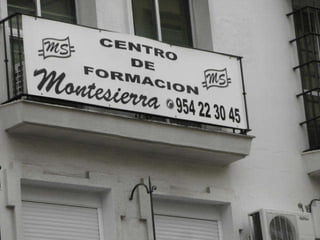 MS
CENTRO
DE
FORMACION
MS
Montesierra 954 22 30 45